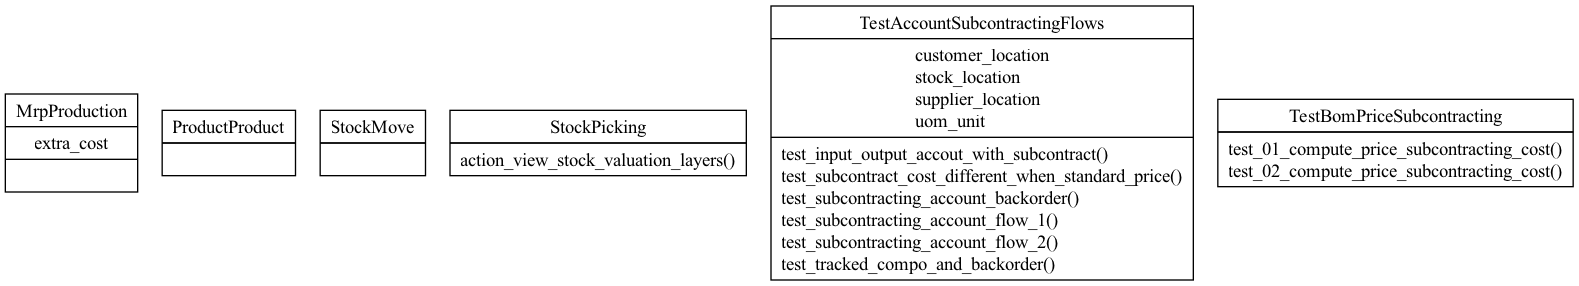 MrpProduction
extra_cost
ProductProduct
StockMove
StockPicking
action_view_stock_valuation_layers()
TestAccountSubcontractingFlows
customer_location
stock_location
supplier_location
uom_unit
test_input_output_accout_with_subcontract()
test_subcontract_cost_different_when_standard_price()
test_subcontracting_account_backorder()
test_subcontracting_account_flow_1()
test_subcontracting_account_flow_2()
test_tracked_compo_and_backorder()
TestBomPriceSubcontracting
test_01_compute_price_subcontracting_cost()
test_02_compute_price_subcontracting_cost()